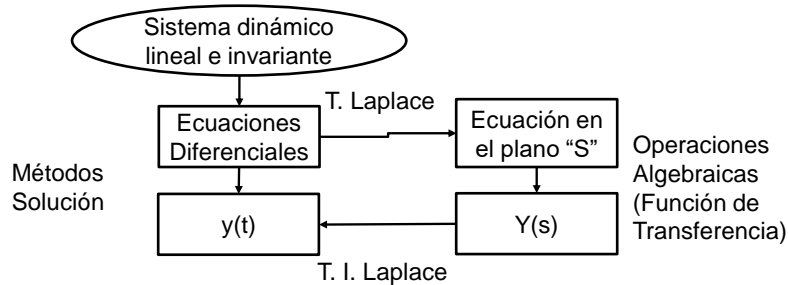 Sistema dinámico
lineal e invariante
T. Laplace
Ecuaciones
Diferenciales
Ecuación en
el plano “S”
Métodos
Solución
Operaciones
Algebraicas
(Función de
Transferencia)
y(t)
Y(s)
T. I. Laplace